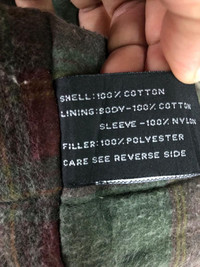 SHELL:100% COTTON
LINING:BODY-100% COTTON
SLEEVE-100% NYLON
FILLER:100% POLYESTER
CARE SEE REVERSE SIDE